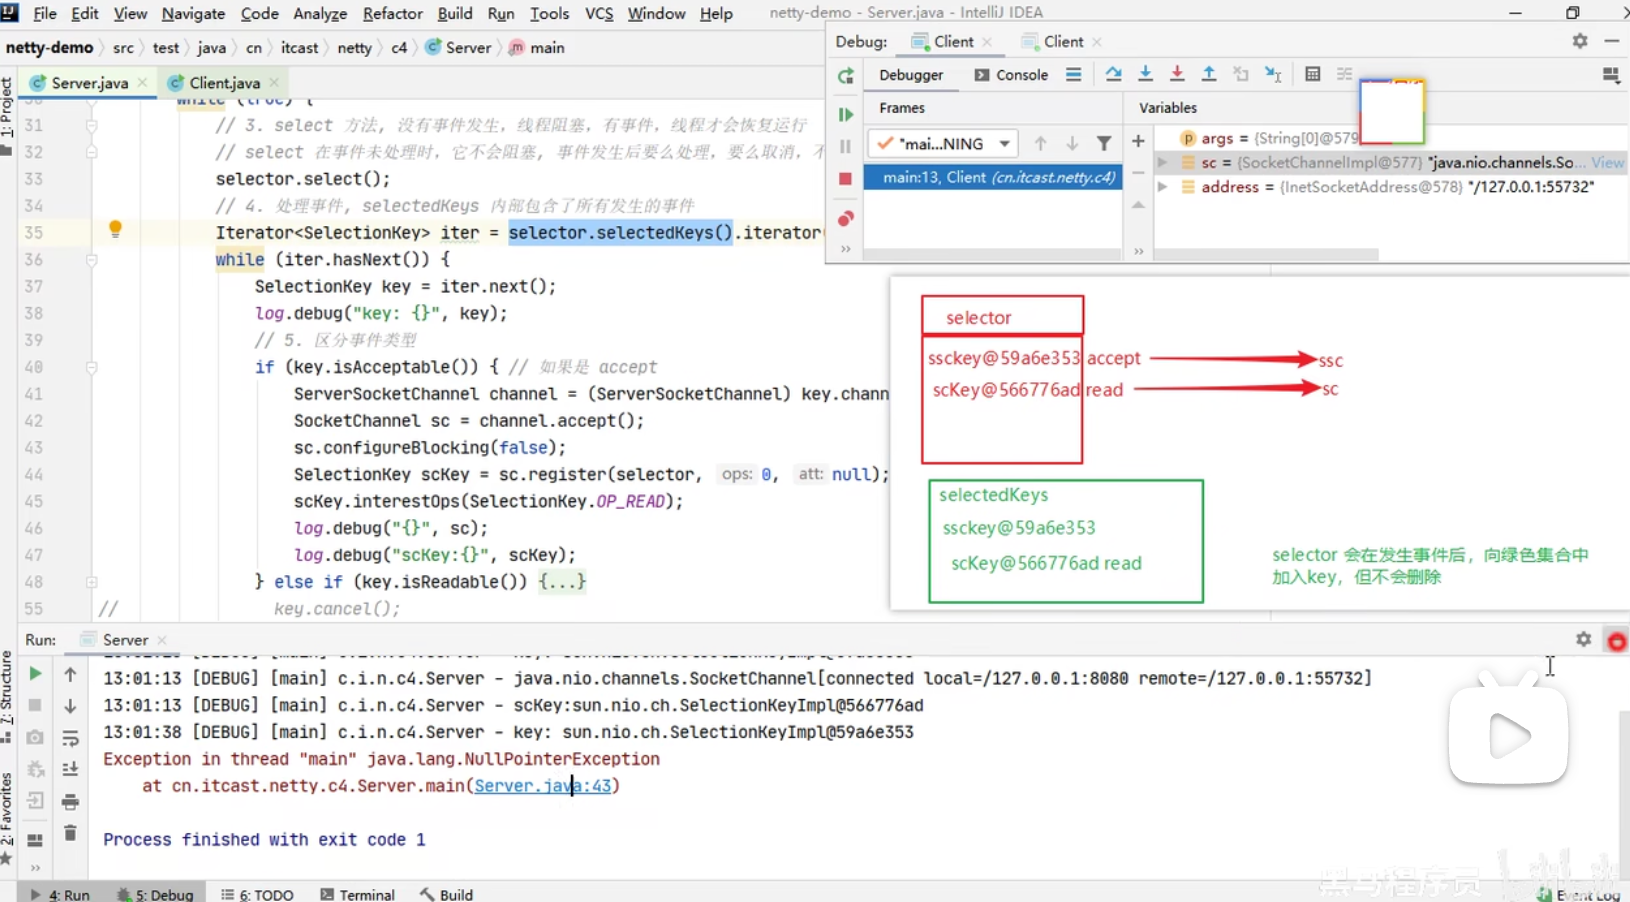 File Edit View Navigate Code Analyze Refactor Build Run Tools VCS Window Help netty-demo - Server.java - IntelliJ IDEA
netty-demo src test java cn itcast netty c4 Server main
Server.java Client.java
1: Project
while (true) {
31 // 3. select 方法, 没有事件发生，线程阻塞，有事件，线程才会恢复运行
32 // select 在事件未处理时，它不会阻塞, 事件发生后要么处理，要么取消，不
33 selector.select();
34 // 4. 处理事件, selectedKeys 内部包含了所有发生的事件
35 Iterator<SelectionKey> iter = selector.selectedKeys().iterator(
36 while (iter.hasNext()) {
37 SelectionKey key = iter.next();
38 log.debug("key: {}", key);
39 // 5. 区分事件类型
40 if (key.isAcceptable()) { // 如果是 accept
41 ServerSocketChannel channel = (ServerSocketChannel) key.chann
42 SocketChannel sc = channel.accept();
43 sc.configureBlocking(false);
44 SelectionKey scKey = sc.register(selector, ops: 0, att: null);
45 scKey.interestOps(SelectionKey.OP_READ);
46 log.debug("{}", sc);
47 log.debug("scKey:{}", scKey);
48 } else if (key.isReadable()) {...}
55 // key.cancel();
Debug: Client Client
Debugger Console
Frames Variables
"mai...NING
main:13, Client (cn.itcast.netty.c4)
args = {String[0]@579
sc = {SocketChannelImpl@577} "java.nio.channels.So... View
address = {InetSocketAddress@578} "/127.0.0.1:55732"
selector
ssckey@59a6e353 accept ssc
scKey@566776ad read sc
selectedKeys
ssckey@59a6e353
scKey@566776ad read
selector 会在发生事件后，向绿色集合中
加入key，但不会删除
Run: Server
13:01:13 [DEBUG] [main] c.i.n.c4.Server - java.nio.channels.SocketChannel[connected local=/127.0.0.1:8080 remote=/127.0.0.1:55732]
13:01:13 [DEBUG] [main] c.i.n.c4.Server - scKey:sun.nio.ch.SelectionKeyImpl@566776ad
13:01:38 [DEBUG] [main] c.i.n.c4.Server - key: sun.nio.ch.SelectionKeyImpl@59a6e353
Exception in thread "main" java.lang.NullPointerException
at cn.itcast.netty.c4.Server.main(Server.java:43)
Process finished with exit code 1
7: Structure
2: Favorites
黑马程序员
4: Run 5: Debug 6: TODO Terminal Build Event Log